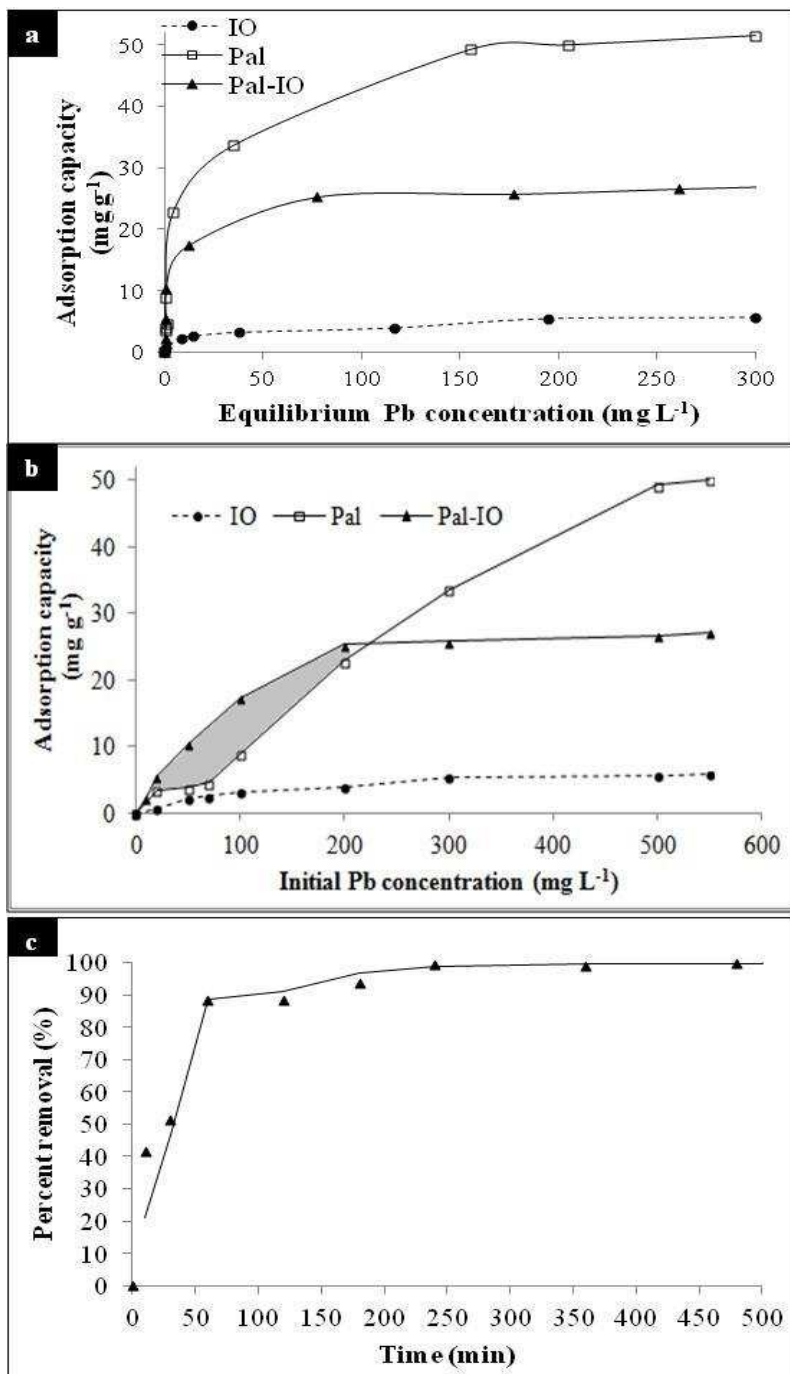 a
IO
Pal
Pal-IO
50
40
30
20
10
0
Adsorption capacity
(mg g-1)
0 50 100 150 200 250 300
Equilibrium Pb concentration (mg L-1)
b
IO Pal Pal-IO
50
40
30
20
10
0
Adsorption capacity
(mg g-1)
0 100 200 300 400 500 600
Initial Pb concentration (mg L-1)
c
100
90
80
70
60
50
40
30
20
10
0
Percent removal (%)
0 50 100 150 200 250 300 350 400 450 500
Time (min)